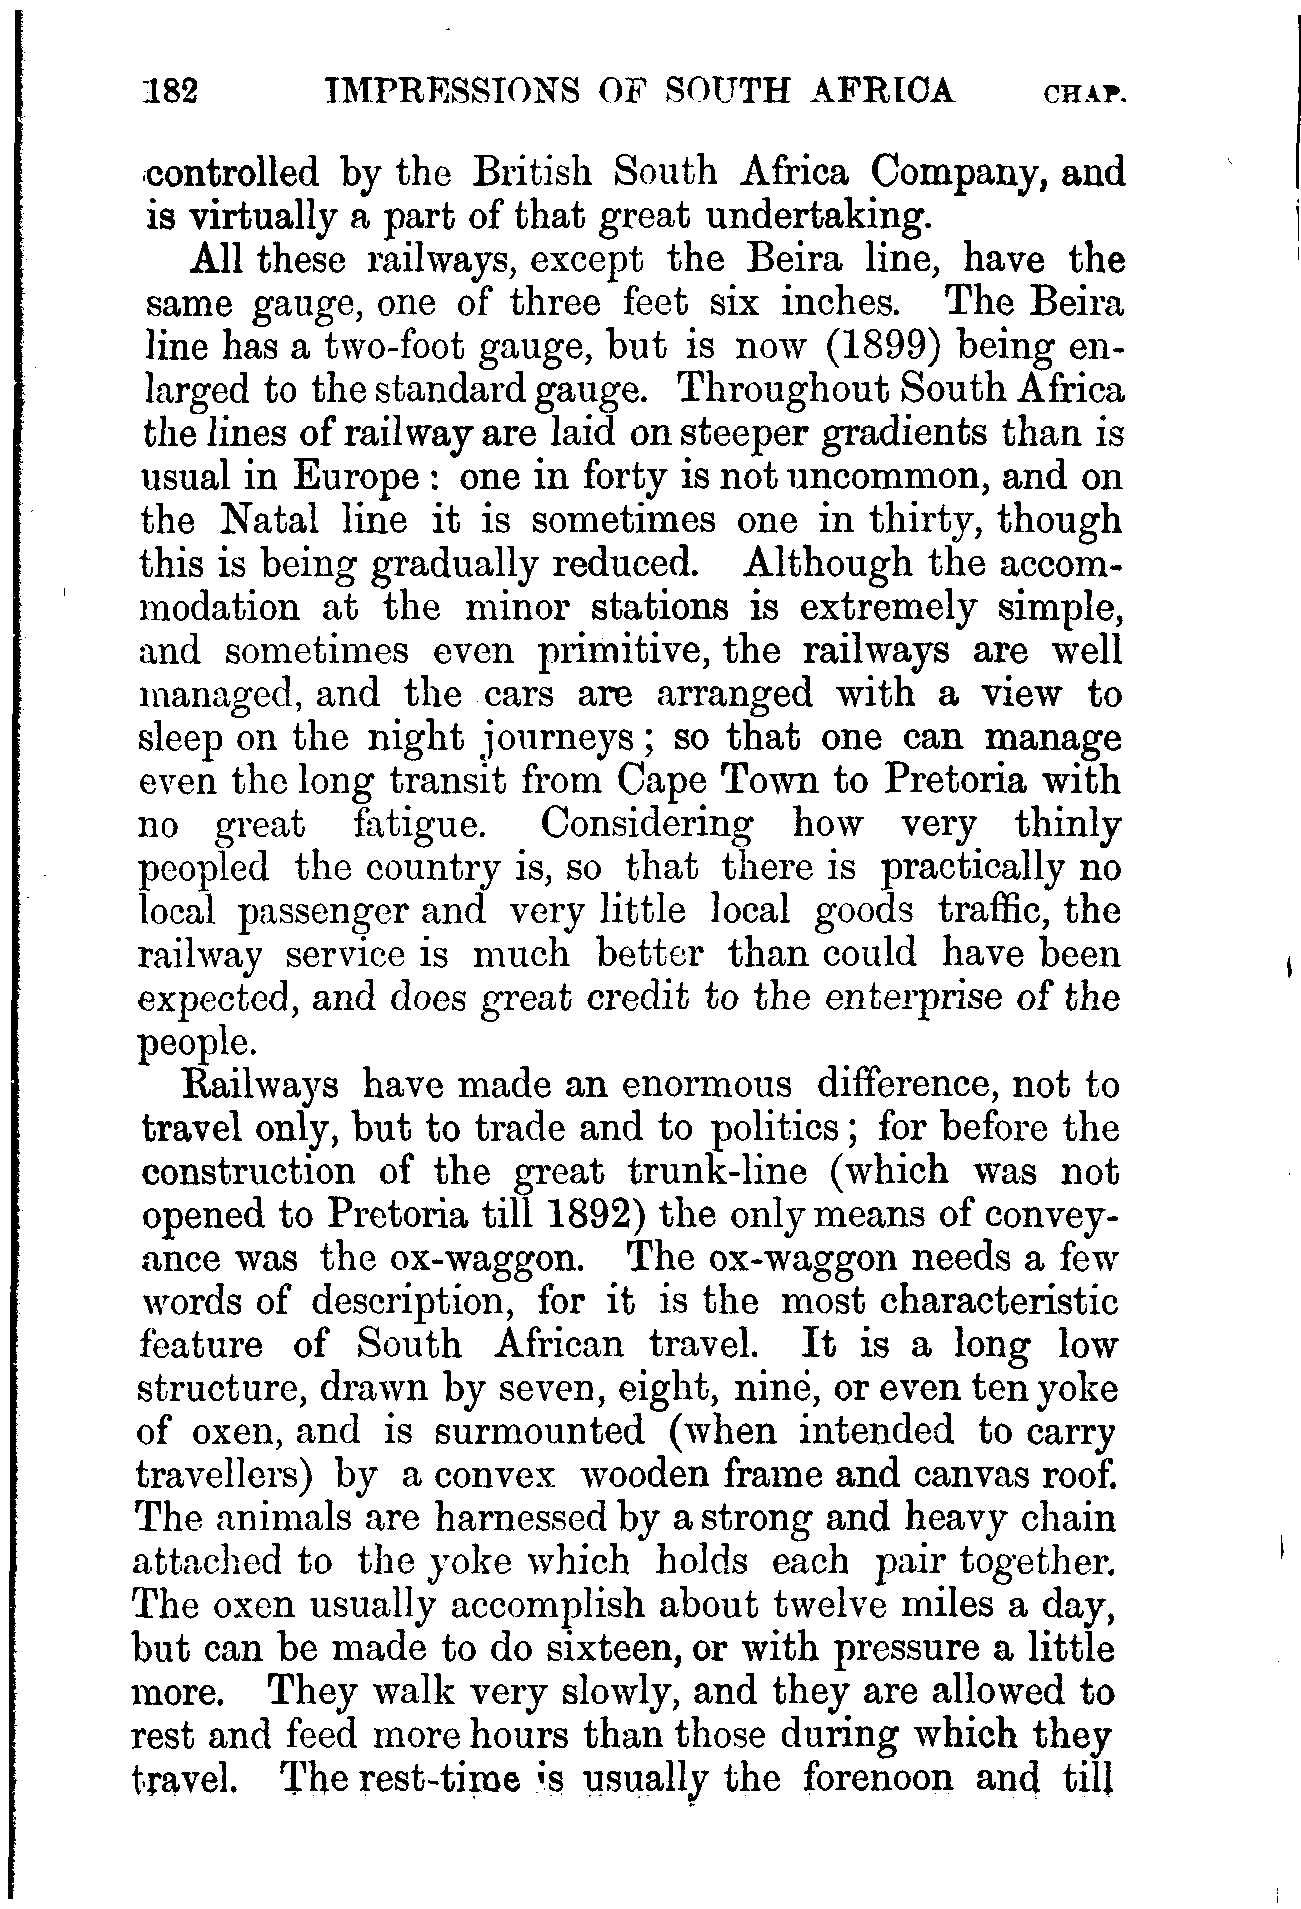 182 IMPRESSIONS OF SOUTH AFRICA CHAP.
controlled by the British South Africa Company, and
is virtually a part of that great undertaking.
All these railways, except the Beira line, have the
same gauge, one of three feet six inches. The Beira
line has a two-foot gauge, but is now (1899) being en-
larged to the standard gauge. Throughout South Africa
the lines of railway are laid on steeper gradients than is
usual in Europe : one in forty is not uncommon, and on
the Natal line it is sometimes one in thirty, though
this is being gradually reduced. Although the accom-
modation at the minor stations is extremely simple,
and sometimes even primitive, the railways are well
managed, and the cars are arranged with a view to
sleep on the night journeys ; so that one can manage
even the long transit from Cape Town to Pretoria with
no great fatigue. Considering how very thinly
peopled the country is, so that there is practically no
local passenger and very little local goods traffic, the
railway service is much better than could have been
expected, and does great credit to the enterprise of the
people.
Railways have made an enormous difference, not to
travel only, but to trade and to politics ; for before the
construction of the great trunk-line (which was not
opened to Pretoria till 1892) the only means of convey-
ance was the ox-waggon. The ox-waggon needs a few
words of description, for it is the most characteristic
feature of South African travel. It is a long low
structure, drawn by seven, eight, nine, or even ten yoke
of oxen, and is surmounted (when intended to carry
travellers) by a convex wooden frame and canvas roof.
The animals are harnessed by a strong and heavy chain
attached to the yoke which holds each pair together.
The oxen usually accomplish about twelve miles a day,
but can be made to do sixteen, or with pressure a little
more. They walk very slowly, and they are allowed to
rest and feed more hours than those during which they
travel. The rest-time is usually the forenoon and till